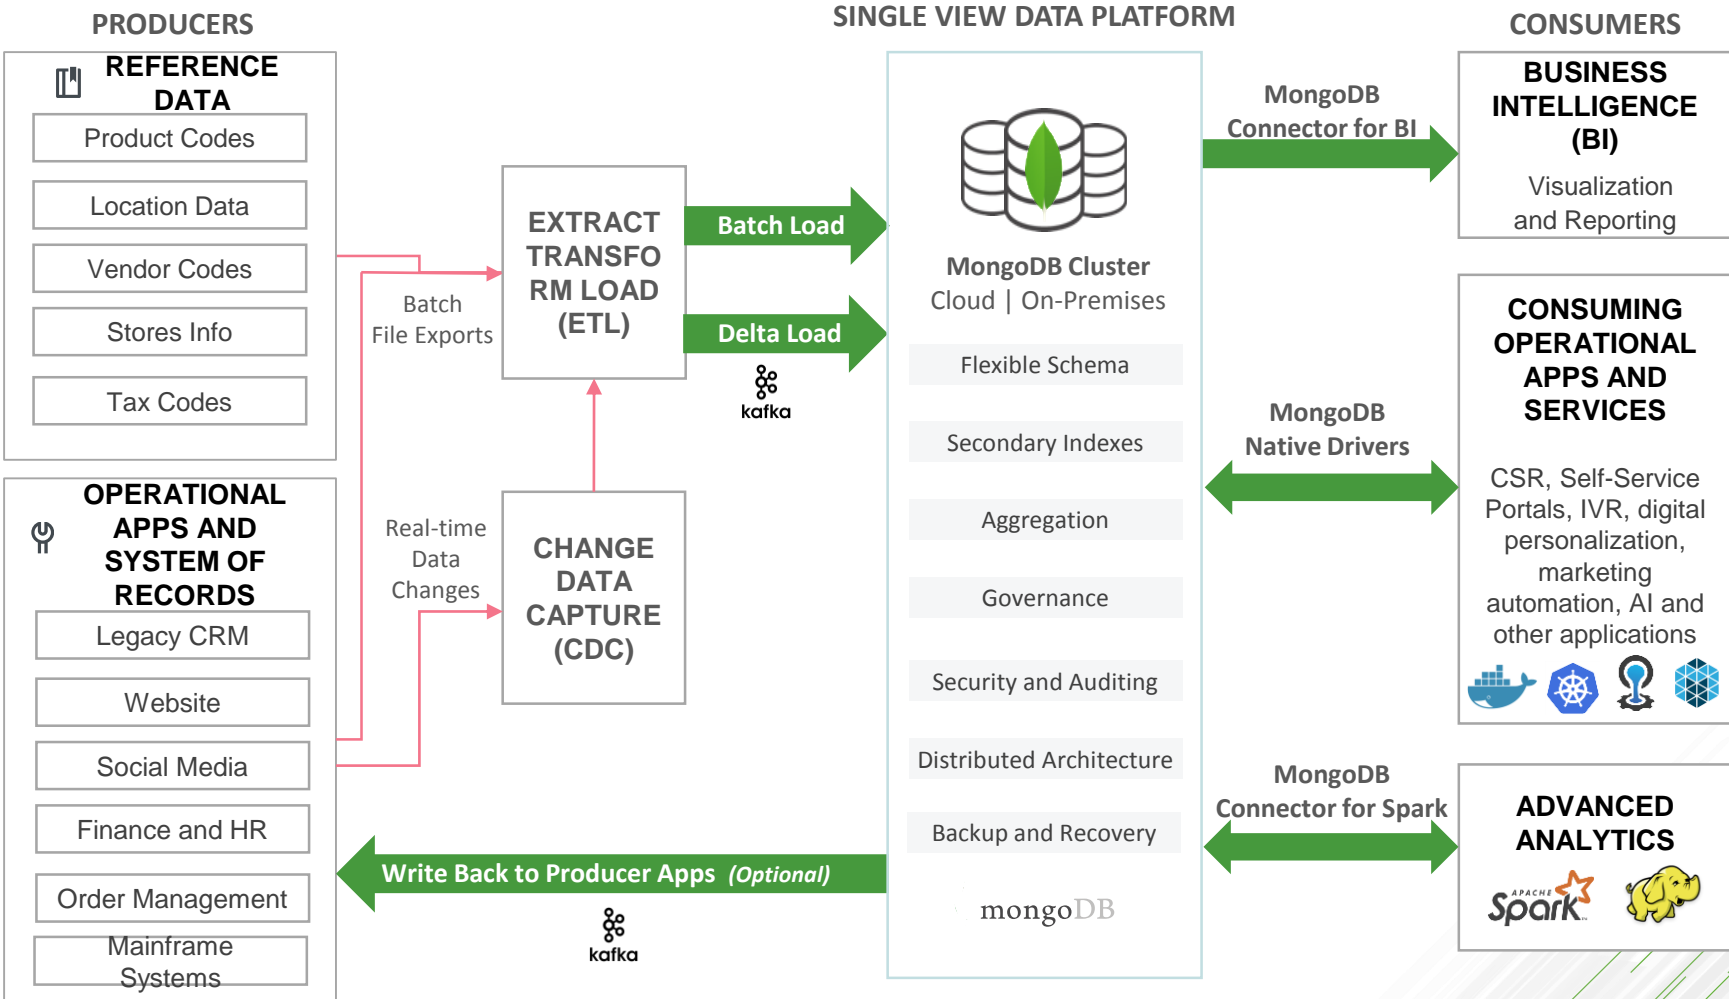 PRODUCERS
SINGLE VIEW DATA PLATFORM
CONSUMERS
REFERENCE
DATA
Product Codes
Location Data
Vendor Codes
Stores Info
Tax Codes
OPERATIONAL
APPS AND
SYSTEM OF
RECORDS
Legacy CRM
Website
Social Media
Finance and HR
Order Management
Mainframe
Systems
Batch
File Exports
Real-time
Data
Changes
EXTRACT
TRANSFO
RM LOAD
(ETL)
CHANGE
DATA
CAPTURE
(CDC)
Batch Load
Delta Load
kafka
Write Back to Producer Apps (Optional)
kafka
MongoDB Cluster
Cloud | On-Premises
Flexible Schema
Secondary Indexes
Aggregation
Governance
Security and Auditing
Distributed Architecture
Backup and Recovery
mongoDB
MongoDB
Connector for BI
MongoDB
Native Drivers
MongoDB
Connector for Spark
BUSINESS
INTELLIGENCE
(BI)
Visualization
and Reporting
CONSUMING
OPERATIONAL
APPS AND
SERVICES
CSR, Self-Service
Portals, IVR, digital
personalization,
marketing
automation, AI and
other applications
ADVANCED
ANALYTICS
APACHE
Spark